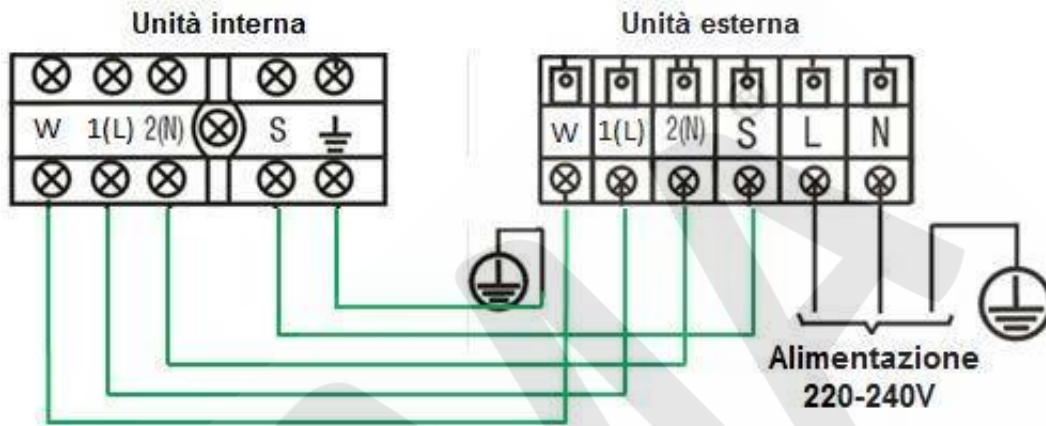 Unità interna
Unità esterna
W 1(L) 2(N) S
W 1(L) 2(N) S L N
Alimentazione
220-240V